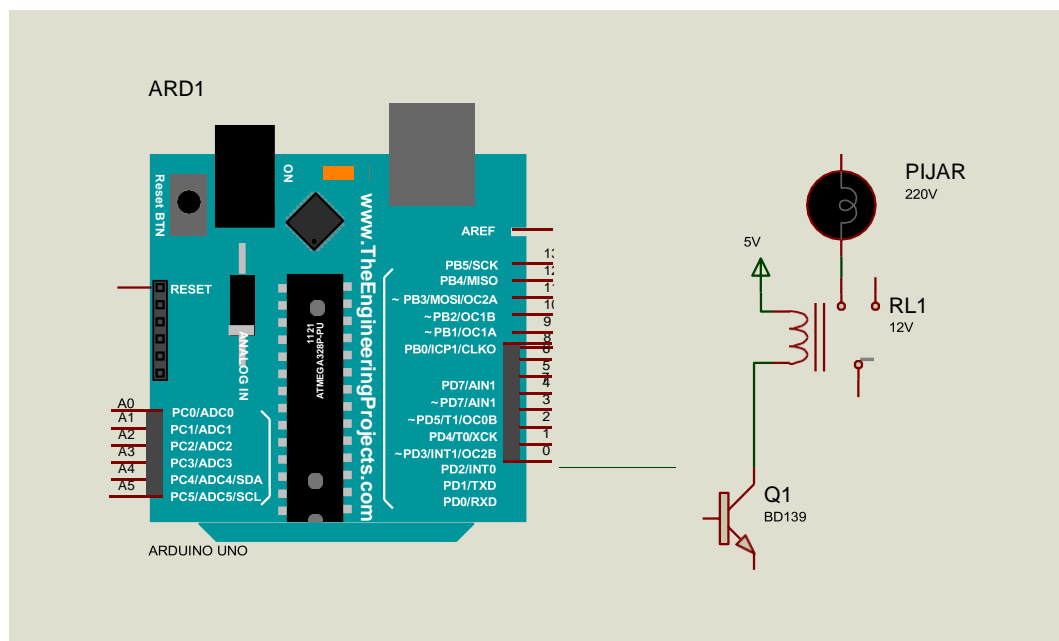 ARD1
ON
Reset BTN
www.TheEngineeringProjects.com
AREF
13
PB5/SCK
12
PB4/MISO
11
~ PB3/MOSI/OC2A
10
~ PB2/OC1B
9
~ PB1/OC1A
8
PB0/ICP1/CLKO
6
5
7
PD7/AIN1
4
~ PD7/AIN1
3
~PD5/T1/OC0B
2
PD4/T0/XCK
1
~PD3/INT1/OC2B
0
PD2/INT0
PD1/TXD
PD0/RXD
RESET
ANALOG IN
1121
ATMEGA328P-PU
A0
PC0/ADC0
A1
PC1/ADC1
A2
PC2/ADC2
A3
PC3/ADC3
A4
PC4/ADC4/SDA
A5
PC5/ADC5/SCL
ARDUINO UNO
PIJAR
220V
5V
RL1
12V
Q1
BD139